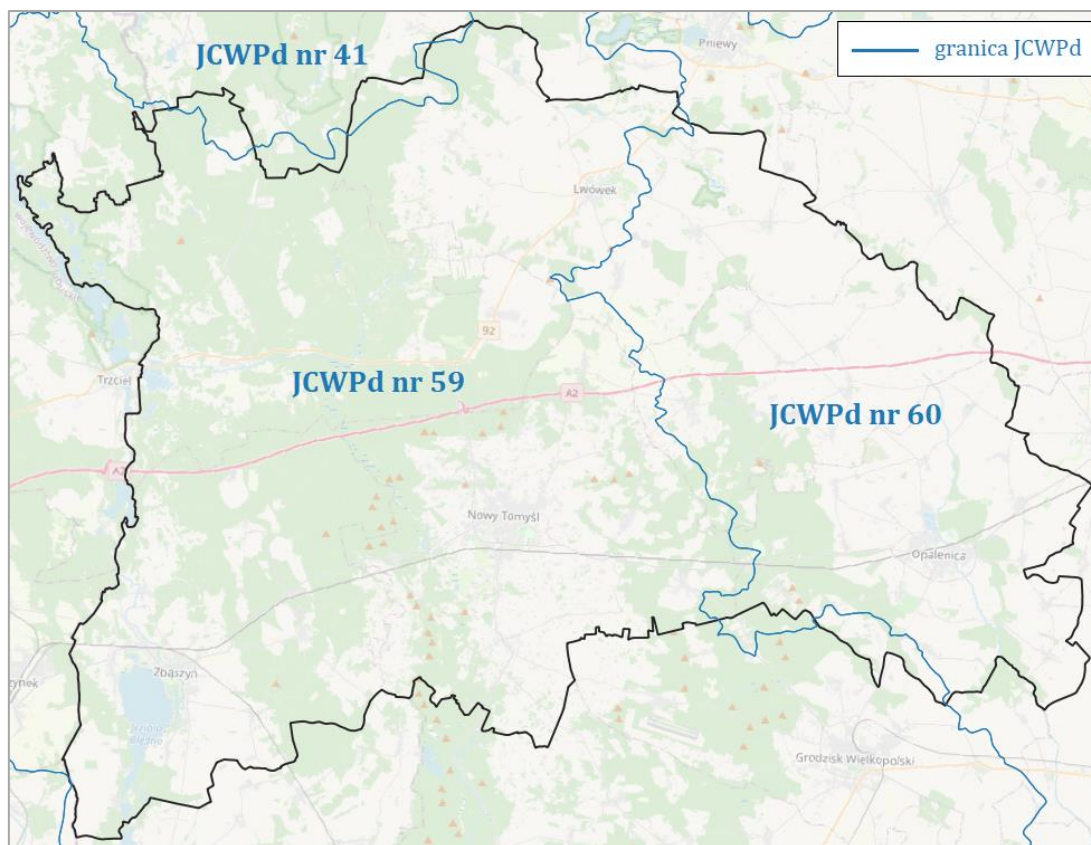 JCWPd nr 41
Pniewy
granica JCWPd
Lwówek
92
Trzciel
JCWPd nr 59
A2
JCWPd nr 60
A2
Nowy Tomyśl
Opalenica
Zbąszyń
zynek
Grodzisk Wielkopolski